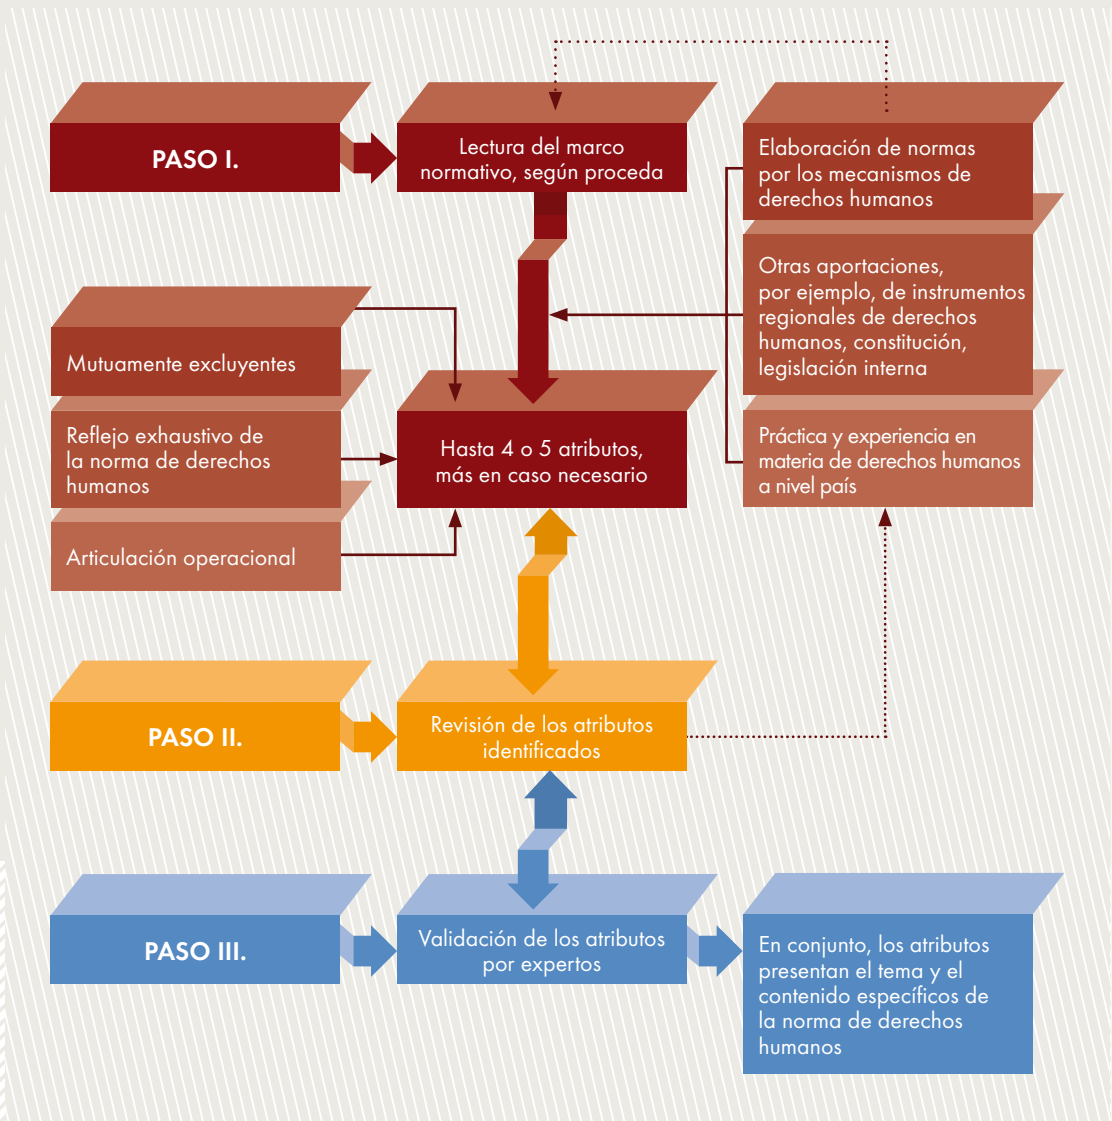 PASO I.
Lectura del marco
normativo, según proceda
Elaboración de normas
por los mecanismos de
derechos humanos
Otras aportaciones,
por ejemplo, de instrumentos
regionales de derechos
humanos, constitución,
legislación interna
Práctica y experiencia en
materia de derechos humanos
a nivel país
Mutuamente excluyentes
Reflejo exhaustivo de
la norma de derechos
humanos
Articulación operacional
Hasta 4 o 5 atributos,
más en caso necesario
PASO II.
Revisión de los atributos
identificados
PASO III.
Validación de los atributos
por expertos
En conjunto, los atributos
presentan el tema y el
contenido específicos de
la norma de derechos
humanos